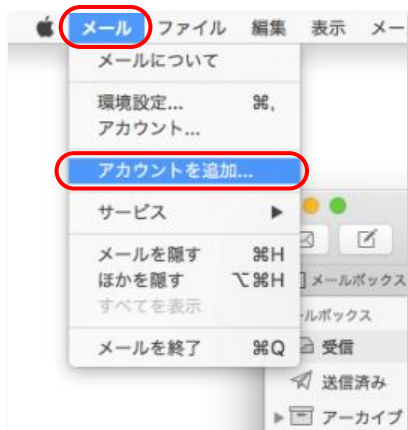 メール ファイル 編集 表示 メー
メールについて
環境設定... ⌘,
アカウント...
アカウントを追加...
サービス ▶
メールを隠す ⌘H
ほかを隠す ⌥⌘H
すべてを表示
メールを終了 ⌘Q
メールボックス
ールボックス
受信
送信済み
アーカイブ